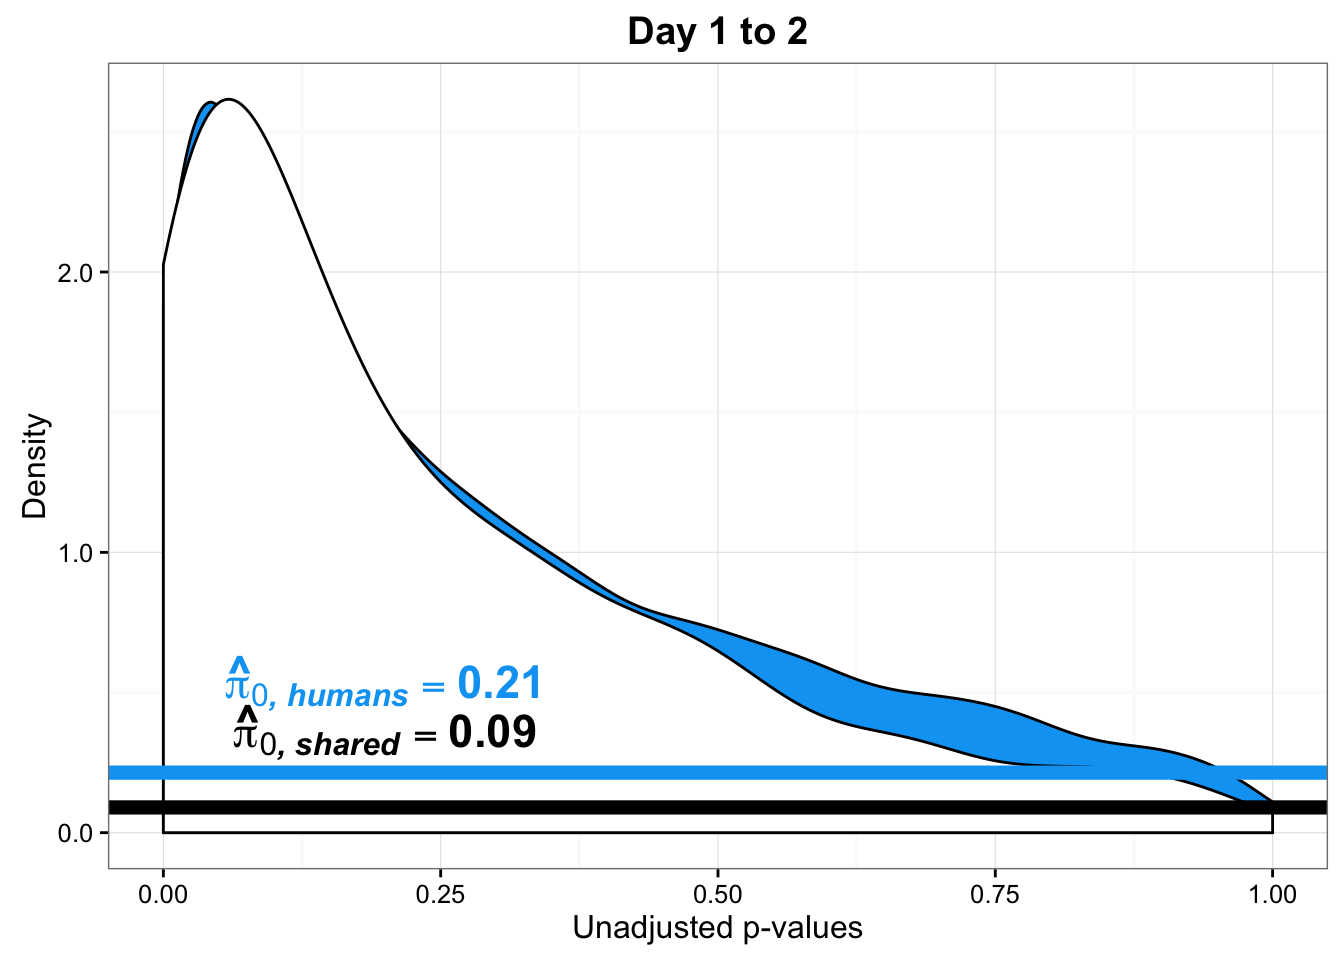 Day 1 to 2
Density
2.0
1.0
0.0
π̂0, humans = 0.21
π̂0, shared = 0.09
0.00 0.25 0.50 0.75 1.00
Unadjusted p-values